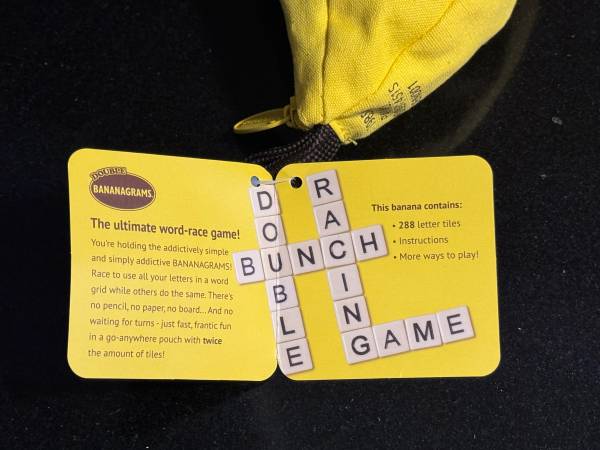 DOUBLE
BANANAGRAMS
The ultimate word-race game!
You're holding the addictively simple
and simply addictive BANANAGRAMS!
Race to use all your letters in a word
grid while others do the same. There's
no pencil, no paper, no board... And no
waiting for turns - just fast, frantic fun
in a go-anywhere pouch with twice
the amount of tiles!
DOUBLE
BUNCH
RACING
GAME
This banana contains:
• 288 letter tiles
• Instructions
• More ways to play!